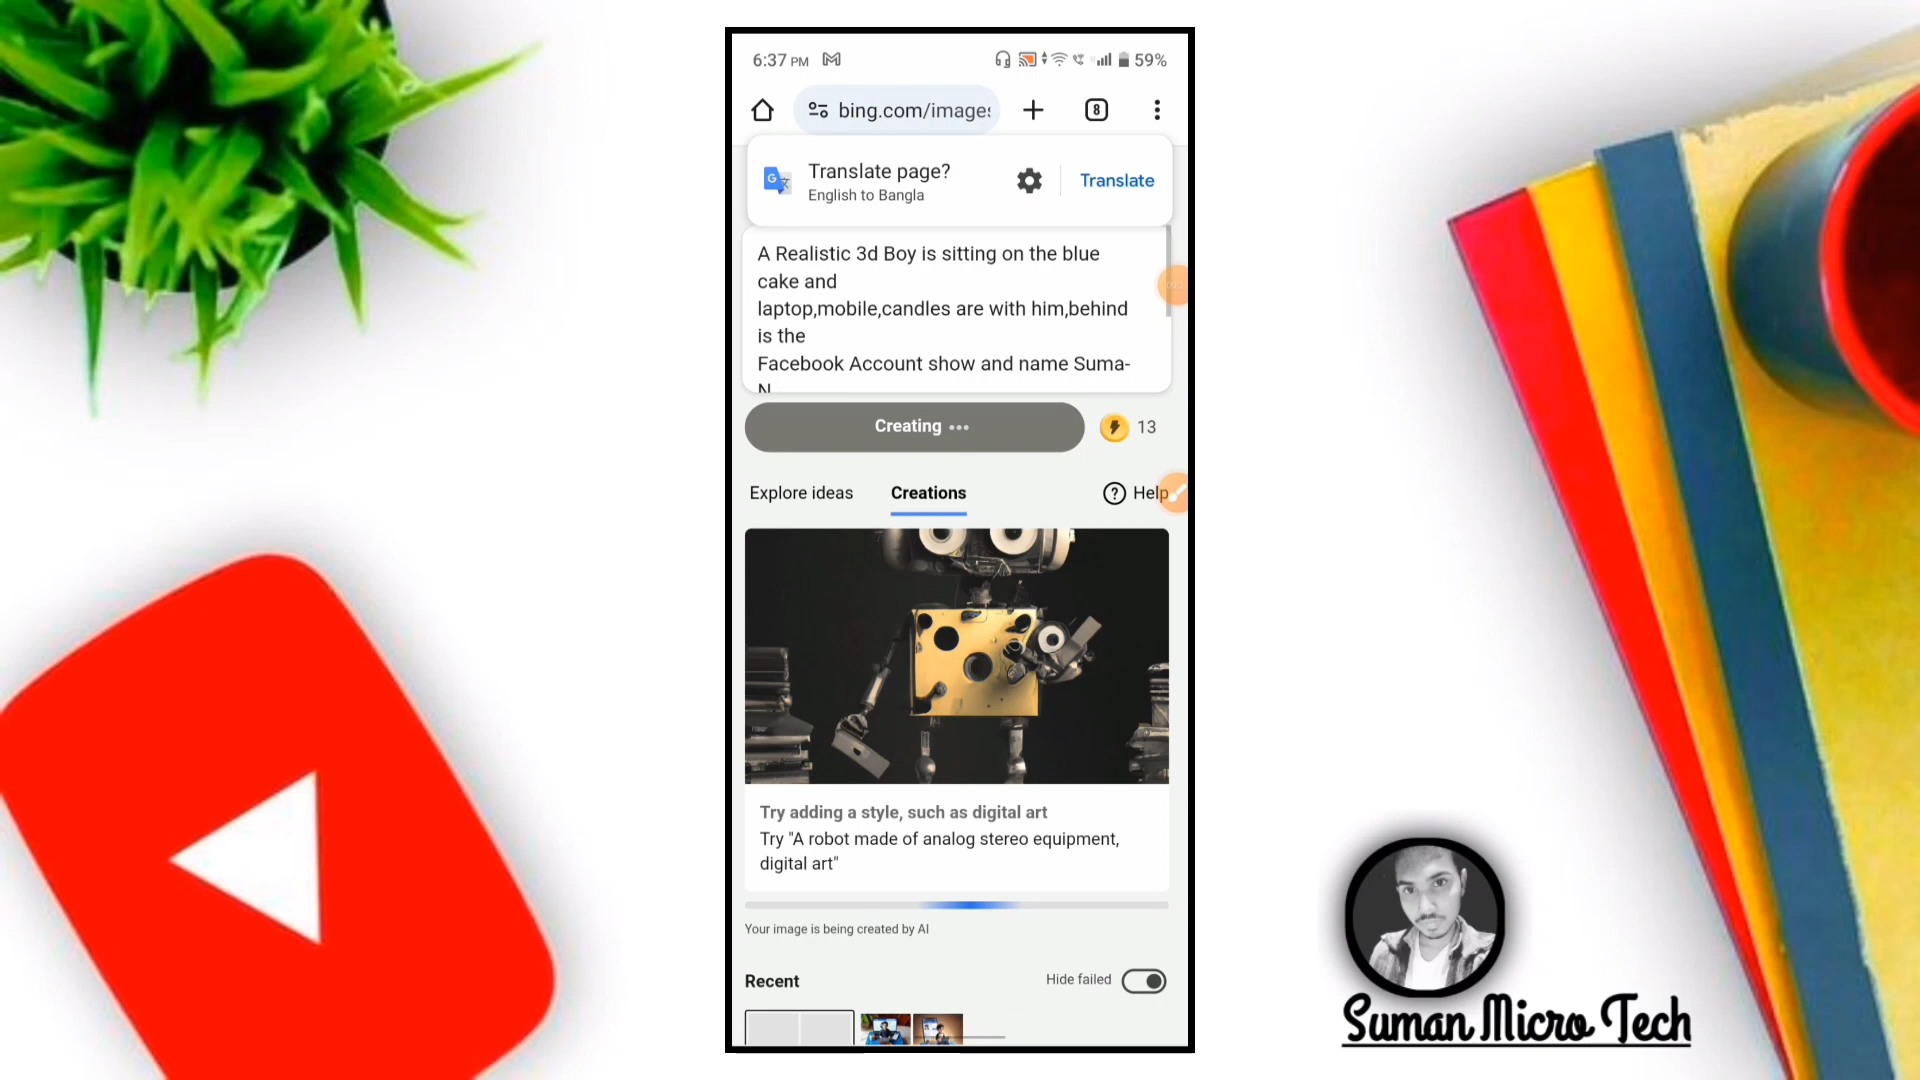 6:37 PM
59%
bing.com/images
8
Translate page?
English to Bangla
Translate
A Realistic 3d Boy is sitting on the blue
cake and
laptop,mobile,candles are with him,behind
is the
Facebook Account show and name Suma-
N
Creating •••
13
Explore ideas
Creations
? Help
Try adding a style, such as digital art
Try "A robot made of analog stereo equipment,
digital art"
Your image is being created by AI
Recent
Hide failed
Suman Micro Tech